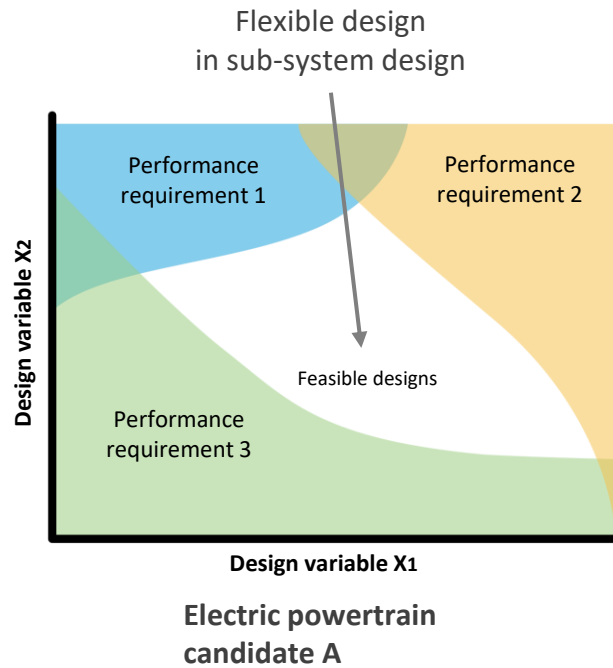 Flexible design
in sub-system design
Performance
requirement 1
Performance
requirement 2
Design variable X2
Feasible designs
Performance
requirement 3
Design variable X1
Electric powertrain
candidate A